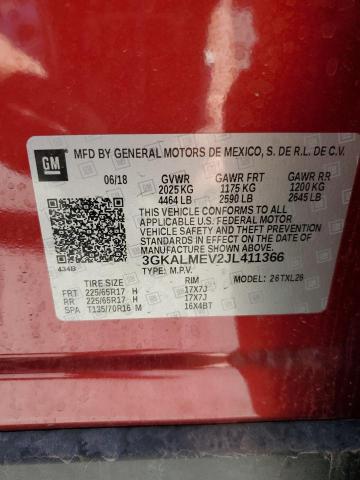 GM MFD BY GENERAL MOTORS DE MEXICO, S. DE R.L. DE C.V.
06/18 GVWR GAWR FRT GAWR RR
2025 KG 1175 KG 1200 KG
4464 LB 2590 LB 2645 LB
THIS VEHICLE CONFORMS TO ALL
APPLICABLE U.S. FEDERAL MOTOR
VEHICLE SAFETY AND THEFT
PREVENTION STANDARDS IN
EFFECT ON THE DATE OF
MANUFACTURE SHOWN ABOVE.
434B 3GKALMEV2JL411366
TYPE: M.P.V.
TIRE SIZE RIM MODEL: 26TXL26
FRT 225/65R17 H 17X7J
RR 225/65R17 H 17X7J
SPA T135/70R16 M 16X4BT